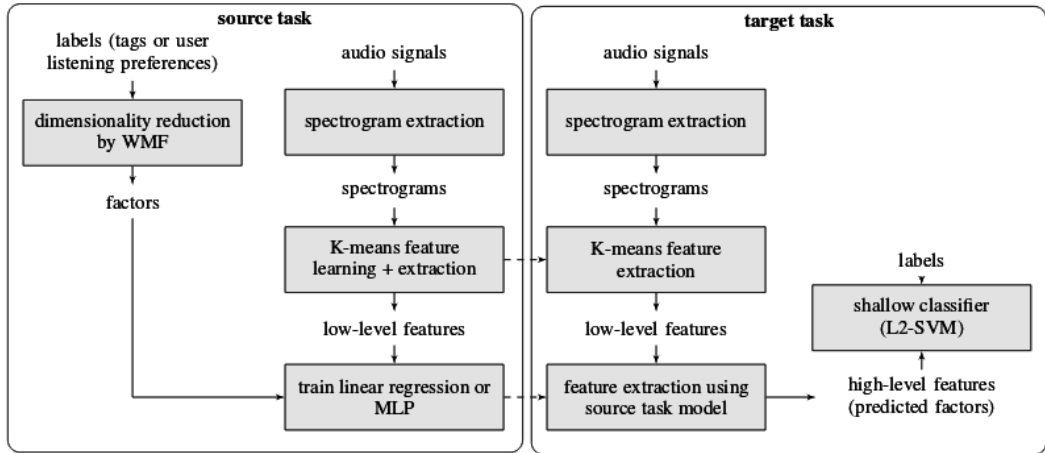 source task
labels (tags or user
listening preferences)
dimensionality reduction
by WMF
factors
audio signals
spectrogram extraction
spectrograms
K-means feature
learning + extraction
low-level features
train linear regression or
MLP
target task
audio signals
spectrogram extraction
spectrograms
K-means feature
extraction
low-level features
feature extraction using
source task model
labels
shallow classifier
(L2-SVM)
high-level features
(predicted factors)